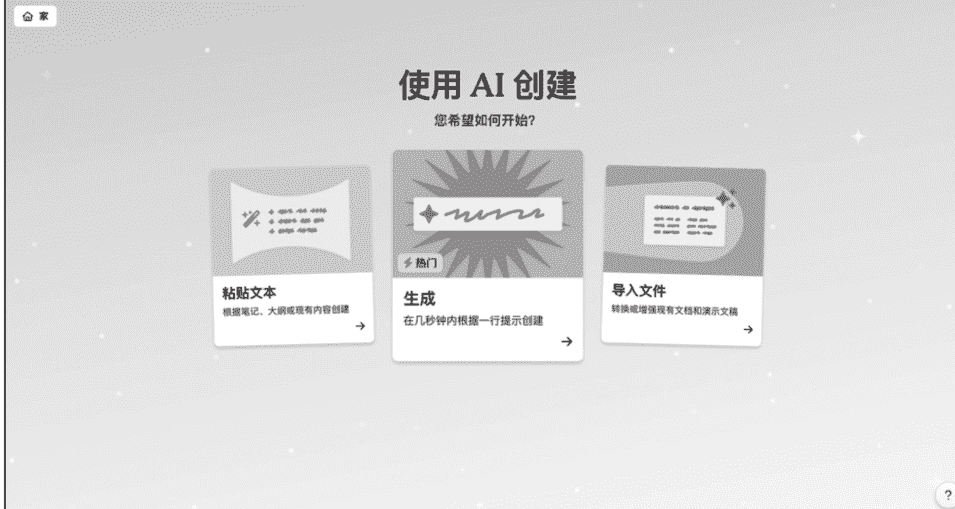 家
使用 AI 创建
您希望如何开始?
粘贴文本
根据笔记、大纲或现有内容创建
热门
生成
在几秒钟内根据一行提示创建
导入文件
转换或增强现有文档和演示文稿
?